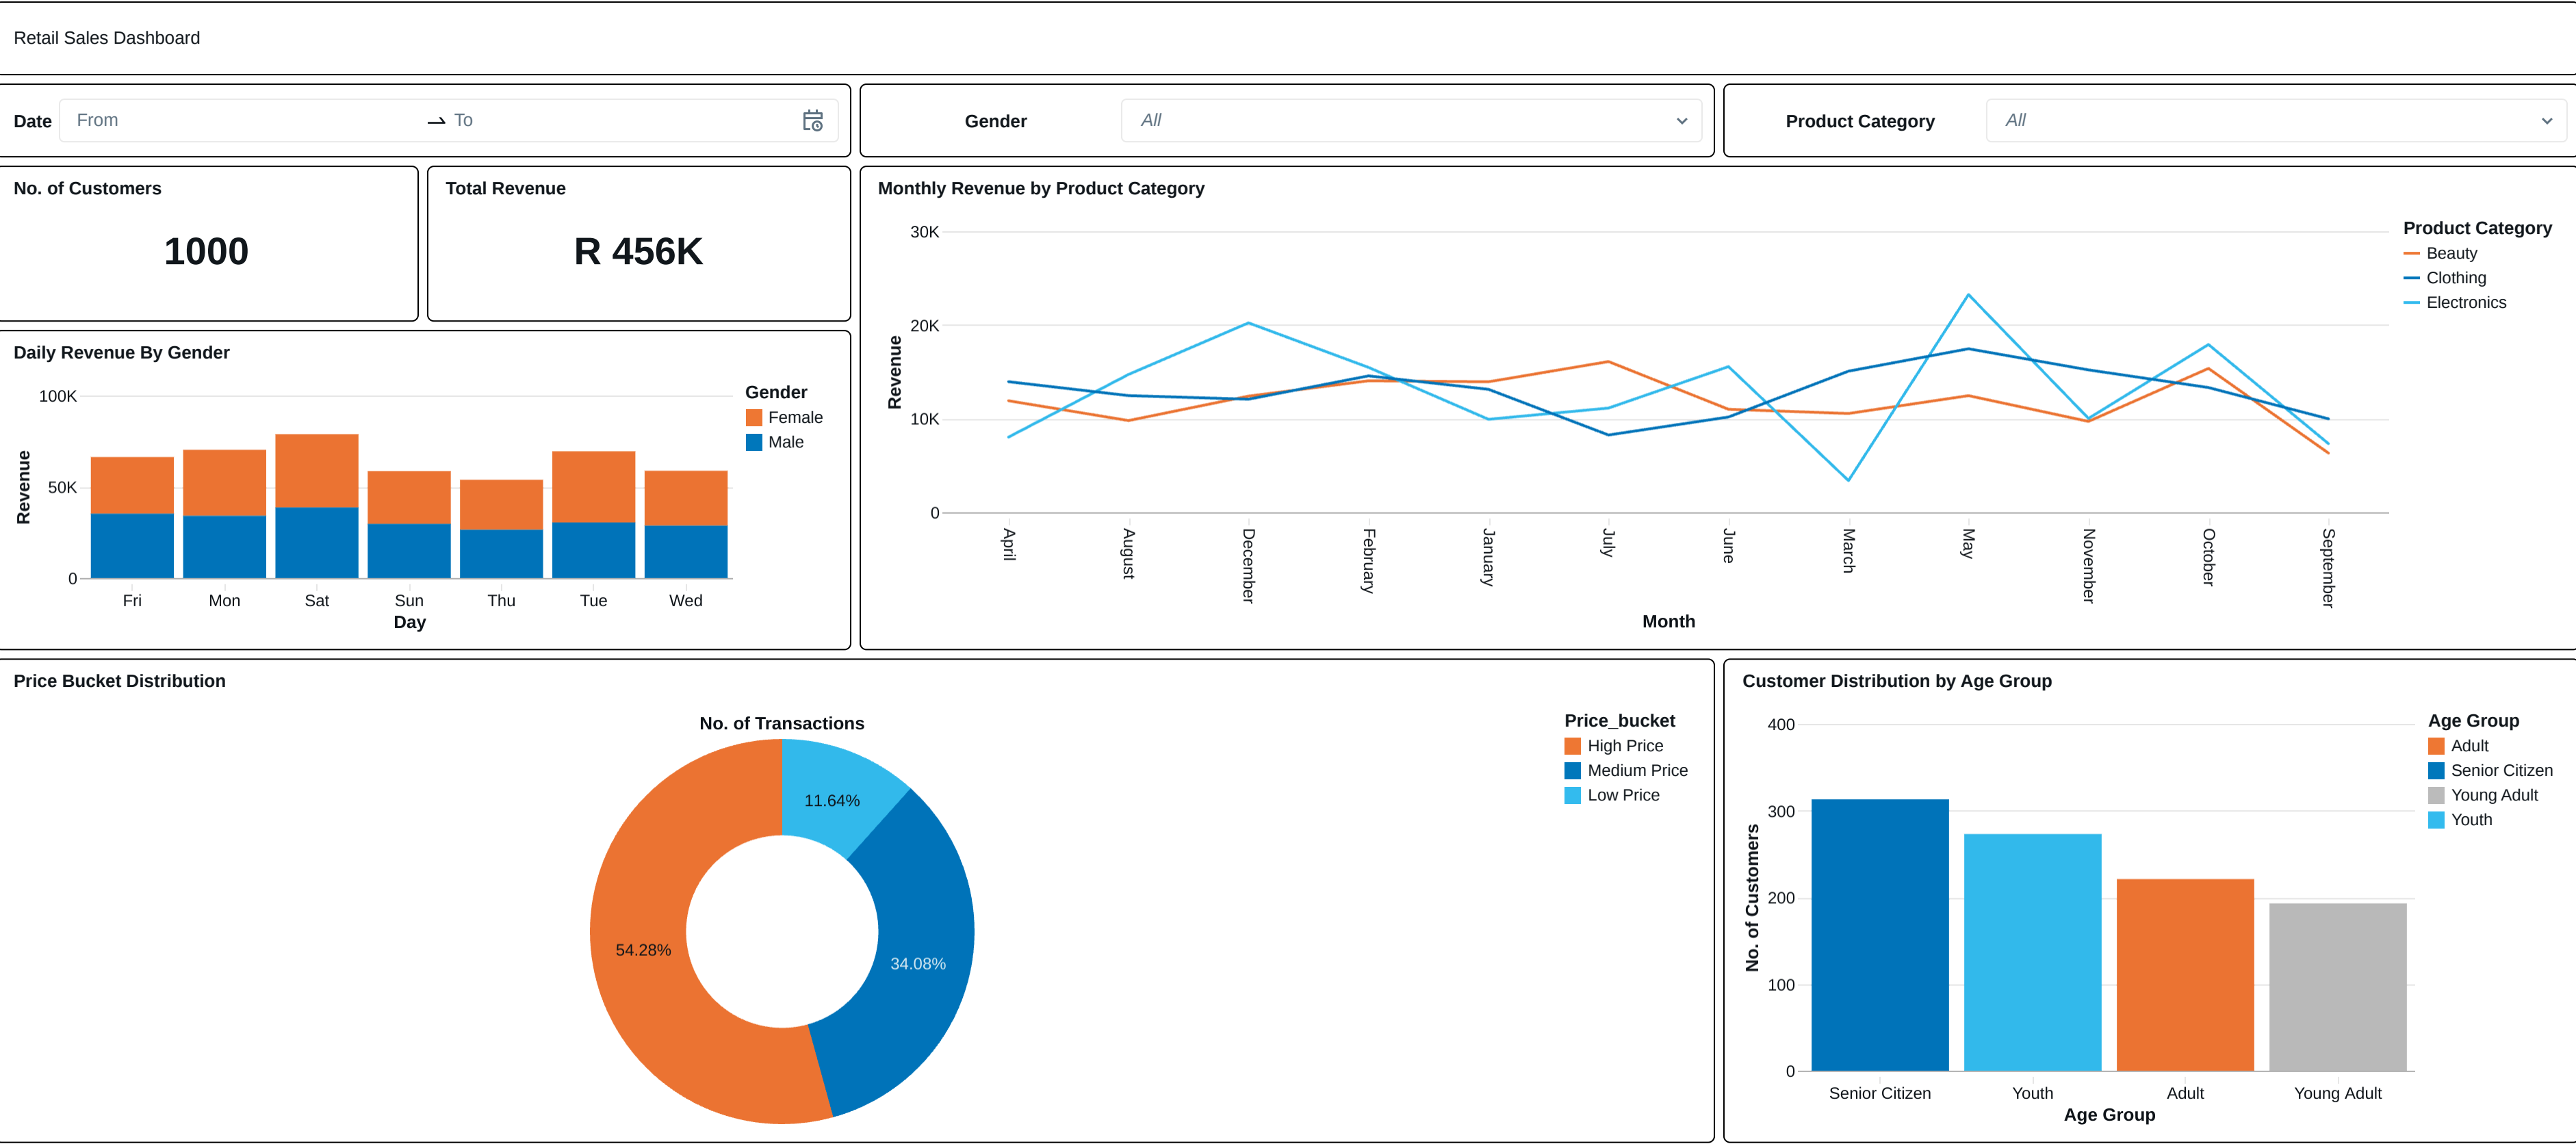 Retail Sales Dashboard
Date From To
Gender All
Product Category All
No. of Customers
1000
Total Revenue
R 456K
Daily Revenue By Gender
Revenue
100K
50K
0
Fri Mon Sat Sun Thu Tue Wed
Day
Gender
Female
Male
Monthly Revenue by Product Category
Revenue
30K
20K
10K
0
April August December February January July June March May November October September
Month
Product Category
Beauty
Clothing
Electronics
Price Bucket Distribution
No. of Transactions
11.64%
54.28%
34.08%
Price_bucket
High Price
Medium Price
Low Price
Customer Distribution by Age Group
No. of Customers
400
300
200
100
0
Senior Citizen Youth Adult Young Adult
Age Group
Age Group
Adult
Senior Citizen
Young Adult
Youth